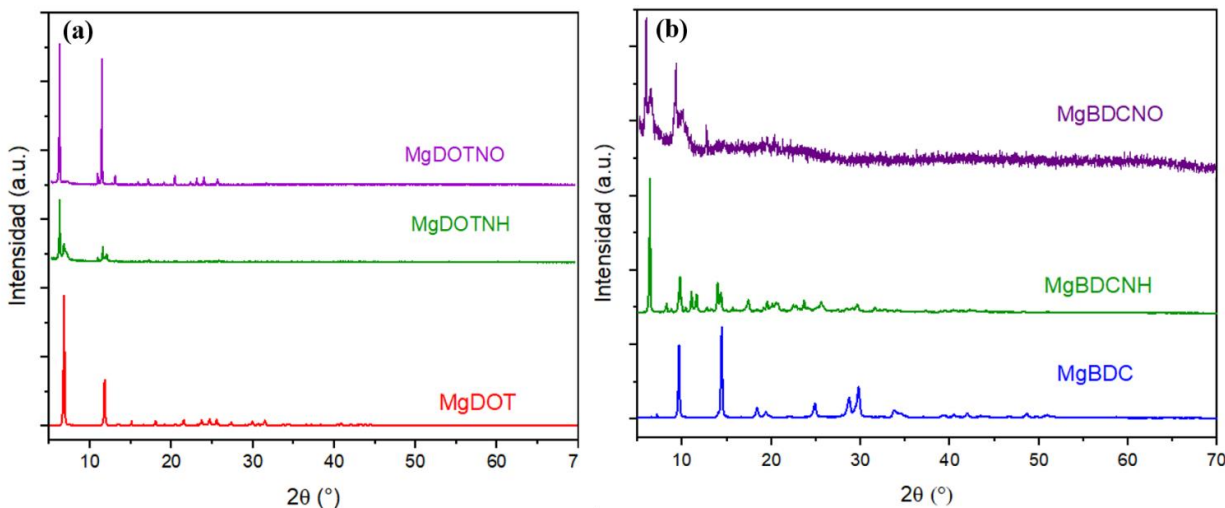 (a)
MgDOTNO
MgDOTNH
MgDOT
Intensidad (a.u.)
10 20 30 40 50 60 7
2θ (°)
(b)
MgBDCNO
MgBDCNH
MgBDC
Intensidad (a.u.)
10 20 30 40 50 60 70
2θ (°)